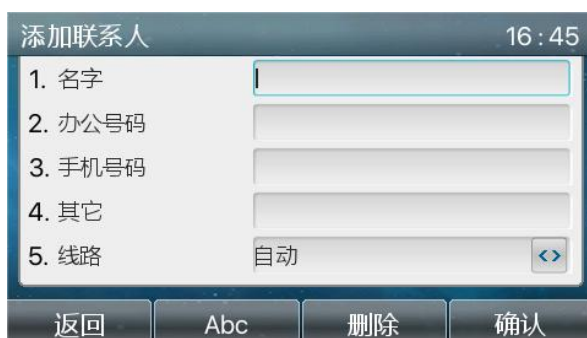 添加联系人 16:45
1. 名字
2. 办公号码
3. 手机号码
4. 其它
5. 线路 自动 <>
返回 Abc 删除 确认